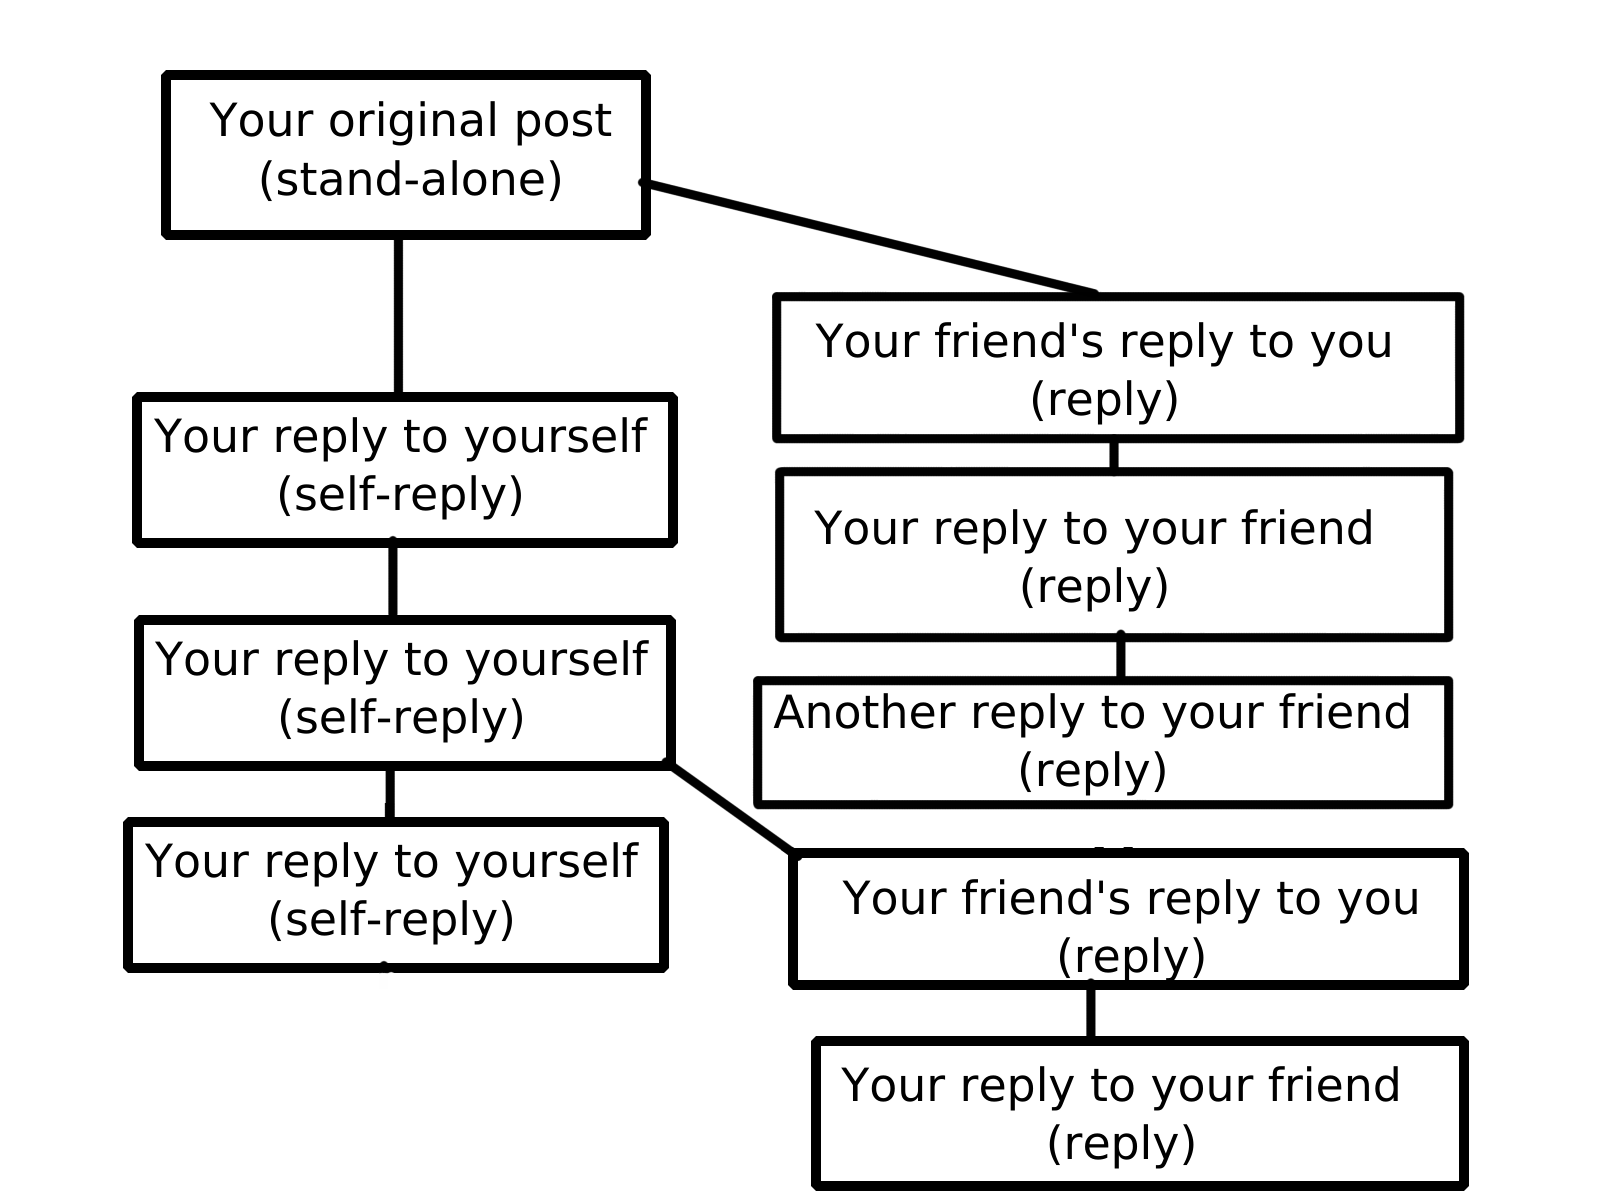 Your original post
(stand-alone)
Your friend's reply to you
(reply)
Your reply to yourself
(self-reply)
Your reply to your friend
(reply)
Your reply to yourself
(self-reply)
Another reply to your friend
(reply)
Your reply to yourself
(self-reply)
Your friend's reply to you
(reply)
Your reply to your friend
(reply)